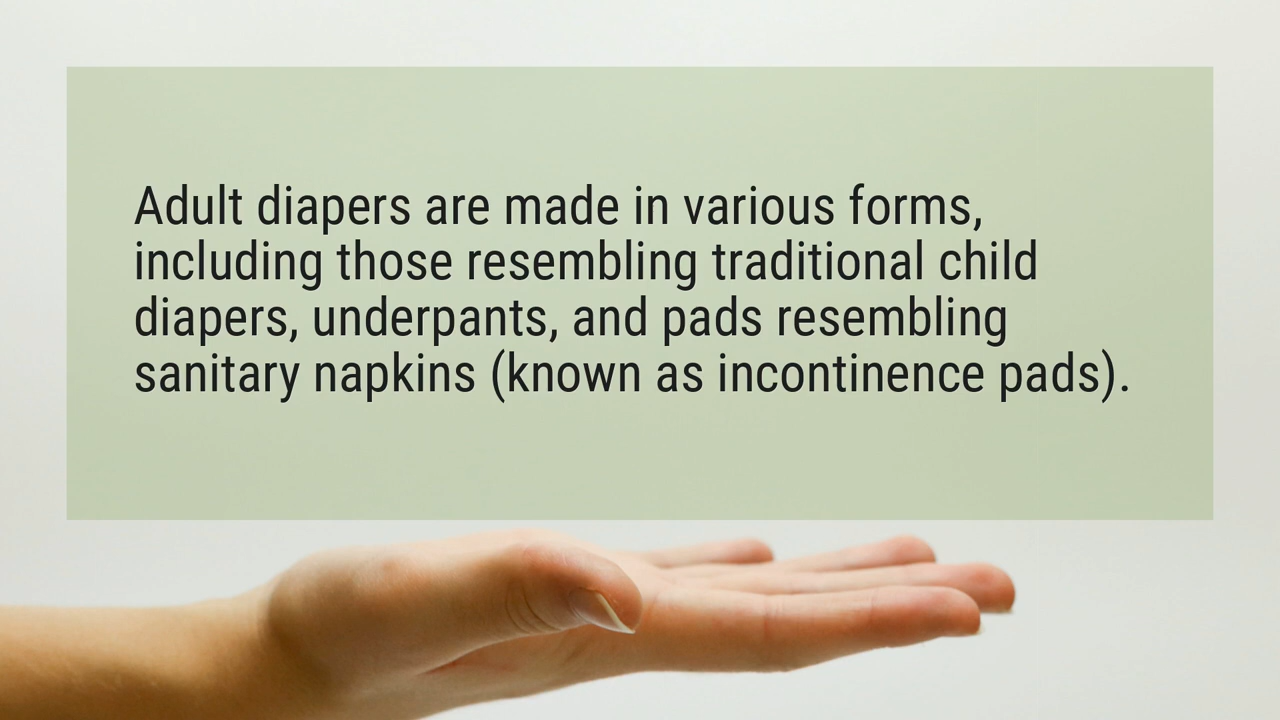 Adult diapers are made in various forms,
including those resembling traditional child
diapers, underpants, and pads resembling
sanitary napkins (known as incontinence pads).